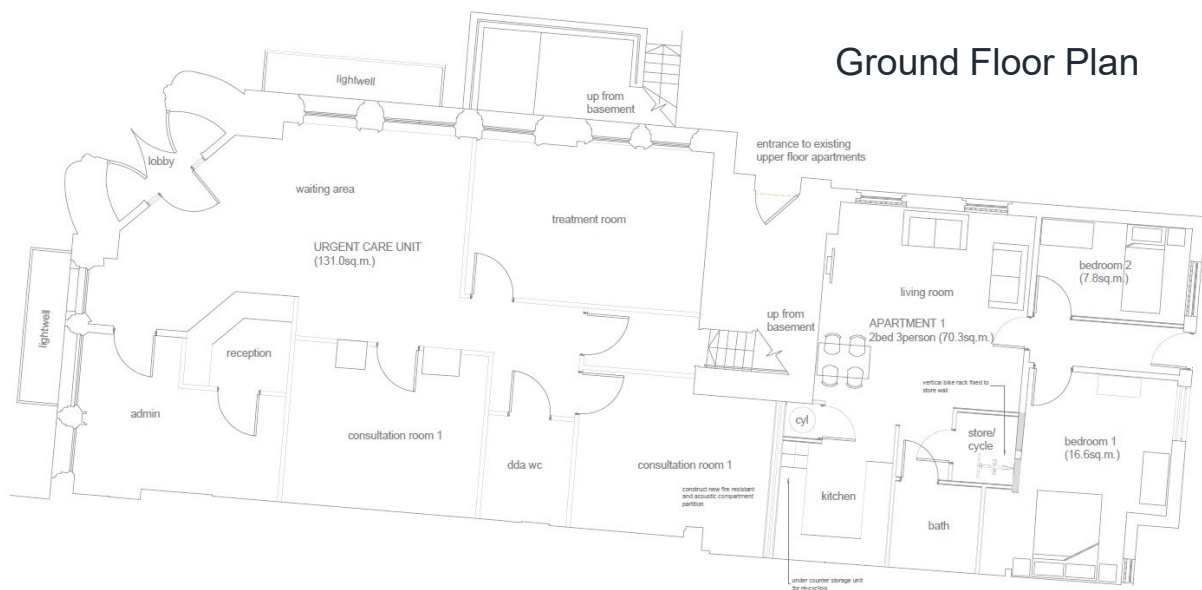 Ground Floor Plan
lightwell
up from
basement
entrance to existing
upper floor apartments
lobby
waiting area
treatment room
URGENT CARE UNIT
(131.0sq.m.)
bedroom 2
(7.8sq.m.)
living room
lightwell
up from
basement
APARTMENT 1
2bed 3person (70.3sq.m.)
reception
vertical bike rack fixed to
store wall
admin
cyl
store/
cycle
bedroom 1
(16.6sq.m.)
consultation room 1
dda wc
consultation room 1
construct new fire resistant
and acoustic compartment
partition
kitchen
bath
under counter storage unit
for re-cycling